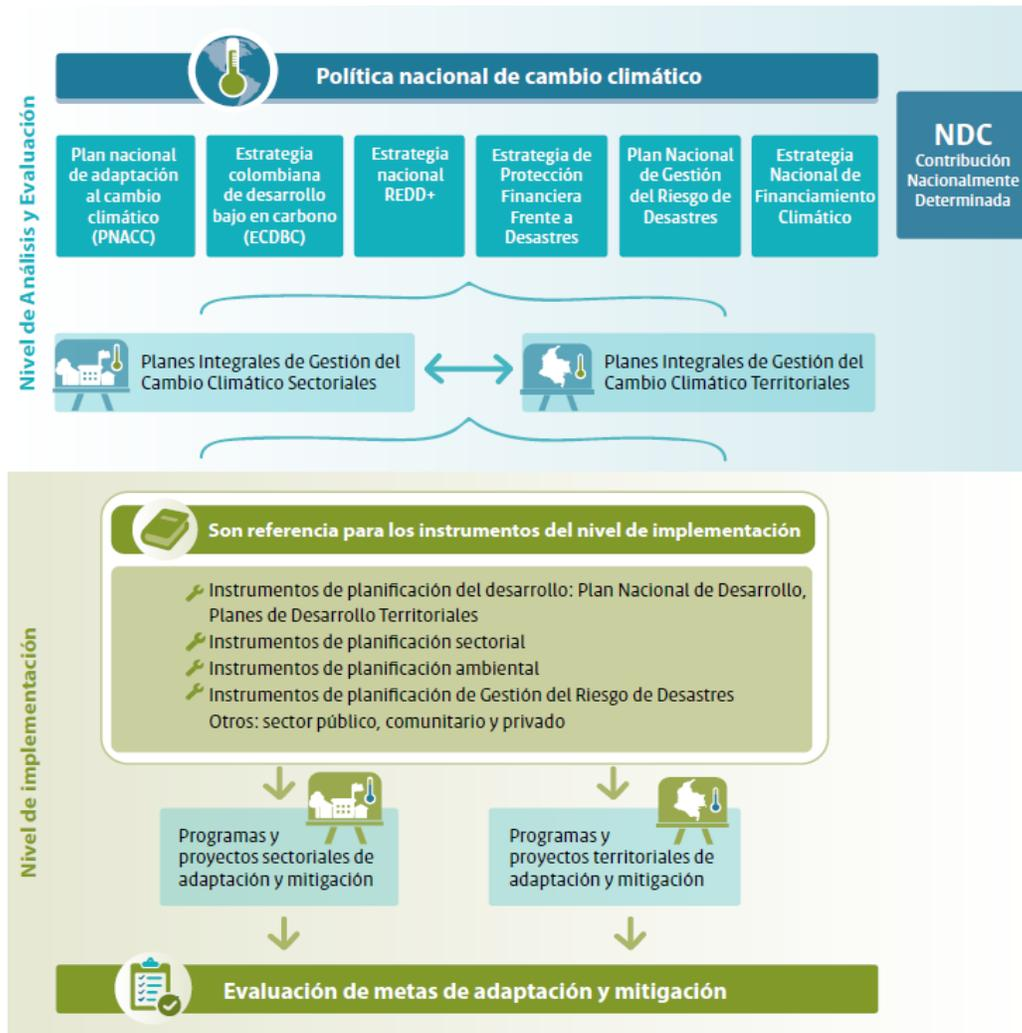 Nivel de Análisis y Evaluación
Política nacional de cambio climático
NDC
Contribución
Nacionalmente
Determinada
Plan nacional
de adaptación
al cambio
climático
(PNACC)
Estrategia
colombiana
de desarrollo
bajo en carbono
(ECDBC)
Estrategia
nacional
REDD+
Estrategia de
Protección
Financiera
Frente a
Desastres
Plan Nacional
de Gestión
del Riesgo de
Desastres
Estrategia
Nacional de
Financiamiento
Climático
Planes Integrales de Gestión del
Cambio Climático Sectoriales
Planes Integrales de Gestión del
Cambio Climático Territoriales
Nivel de implementación
Son referencia para los instrumentos del nivel de implementación
Instrumentos de planificación del desarrollo: Plan Nacional de Desarrollo,
Planes de Desarrollo Territoriales
Instrumentos de planificación sectorial
Instrumentos de planificación ambiental
Instrumentos de planificación de Gestión del Riesgo de Desastres
Otros: sector público, comunitario y privado
Programas y
proyectos sectoriales de
adaptación y mitigación
Programas y
proyectos territoriales de
adaptación y mitigación
Evaluación de metas de adaptación y mitigación